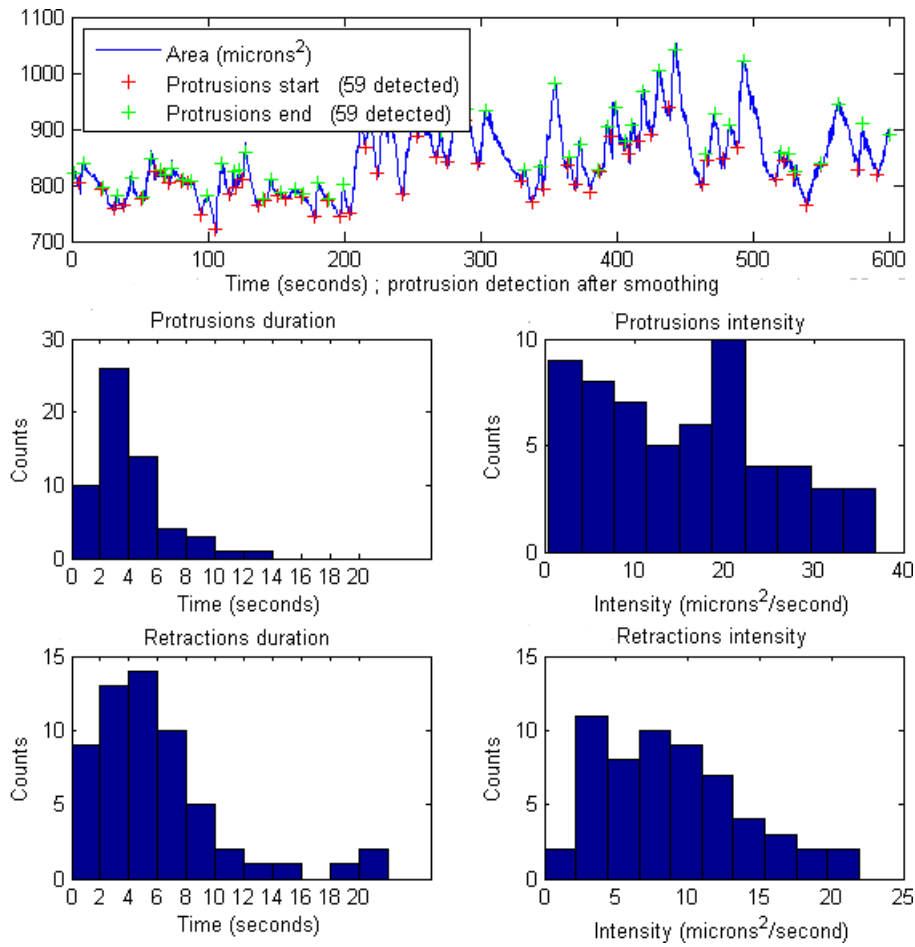 1100
1000
900
800
700
Area (microns²)
Protrusions start (59 detected)
Protrusions end (59 detected)
0 100 200 300 400 500 600
Time (seconds) ; protrusion detection after smoothing
Protrusions duration
30
20
10
0
Counts
0 2 4 6 8 10 12 14 16 18 20
Time (seconds)
Protrusions intensity
10
5
0
Counts
0 10 20 30 40
Intensity (microns²/second)
Retractions duration
15
10
5
0
Counts
0 2 4 6 8 10 12 14 16 18 20
Time (seconds)
Retractions intensity
15
10
5
0
Counts
0 5 10 15 20 25
Intensity (microns²/second)